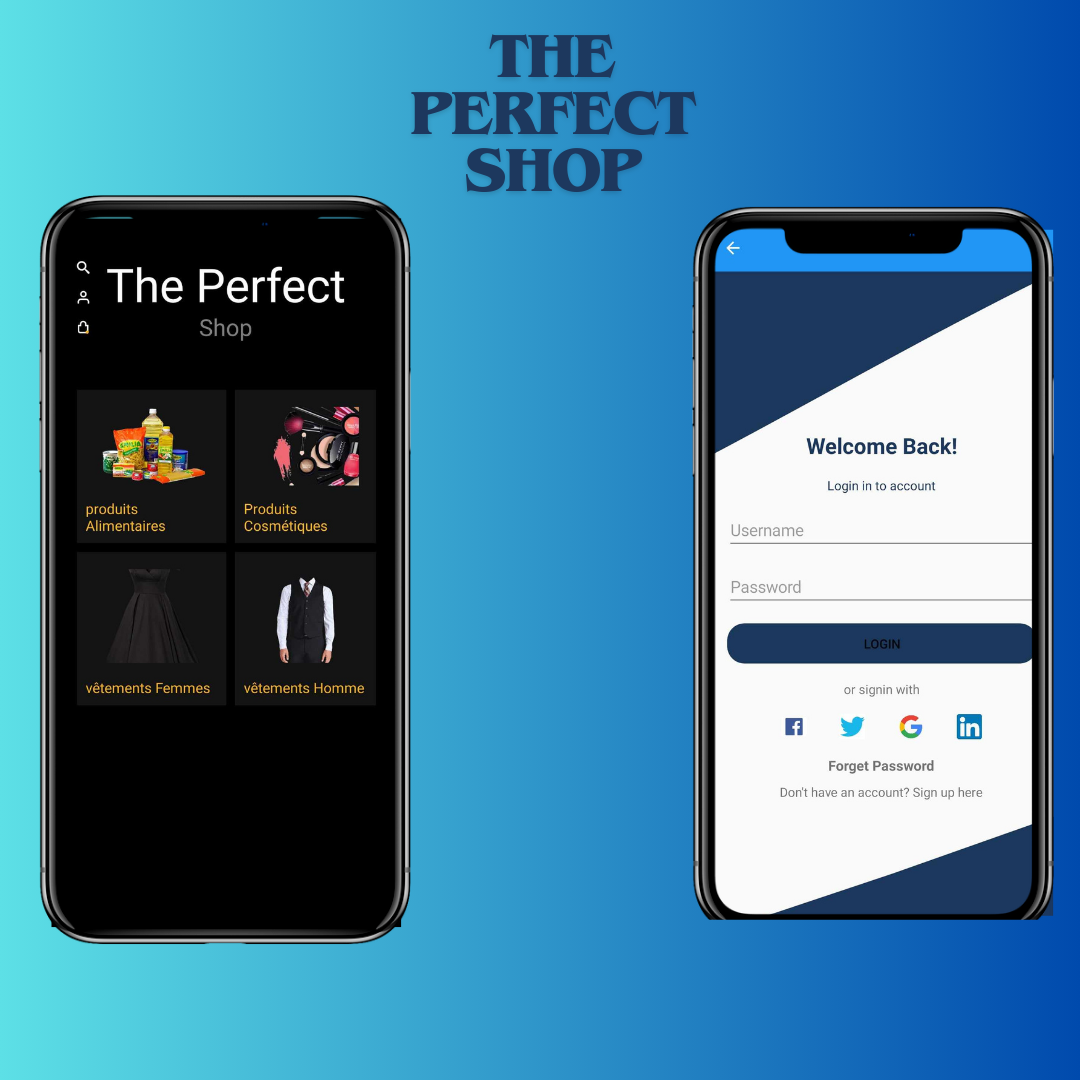 THE
PERFECT
SHOP
The Perfect
Shop
produits
Alimentaires
Produits
Cosmétiques
vêtements Femmes
vêtements Homme
Welcome Back!
Login in to account
Username
Password
LOGIN
or signin with
in
Forget Password
Don't have an account? Sign up here